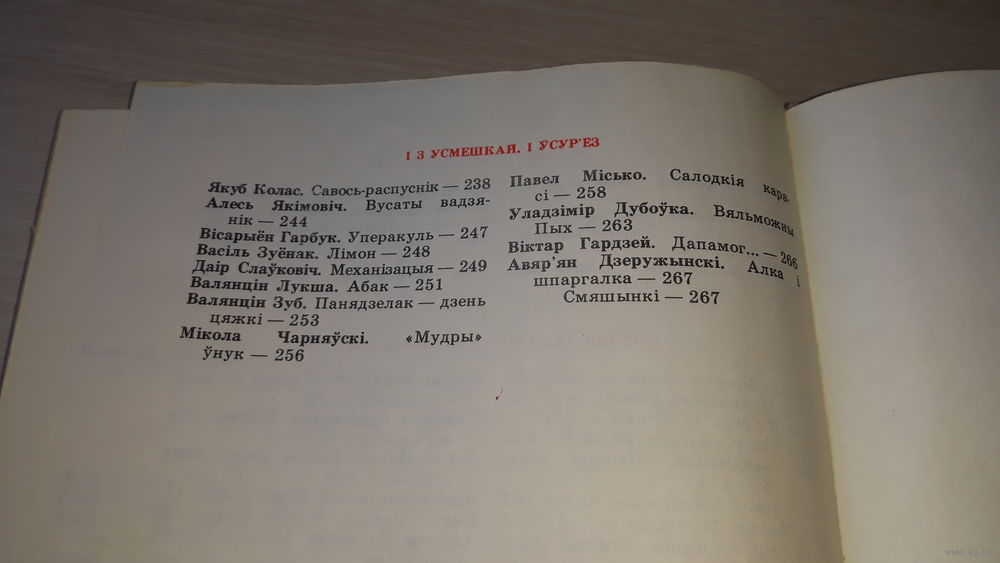 І З УСМЕШКАЙ, І ЎСУР'ЁЗ
Якуб Колас. Савось-распуснік — 238
Алесь Якімовіч. Вусаты вадзя-
нік — 244
Вісарыён Гарбук. Уперакуль — 247
Васіль Зуёнак. Лімон — 248
Даір Слаўковіч. Механізацыя — 249
Валянцін Лукша. Абак — 251
Валянцін Зуб. Панядзелак — дзень
цяжкі — 253
Мікола Чарняўскі. «Мудры»
ўнук — 256
Павел Місько. Салодкія кара-
сі — 258
Уладзімір Дубоўка. Вяльможны
Пых — 263
Віктар Гардзей. Дапамог... — 266
Авяр'ян Дзеружынскі. Алка і
шпаргалка — 267
Смяшынкі — 267